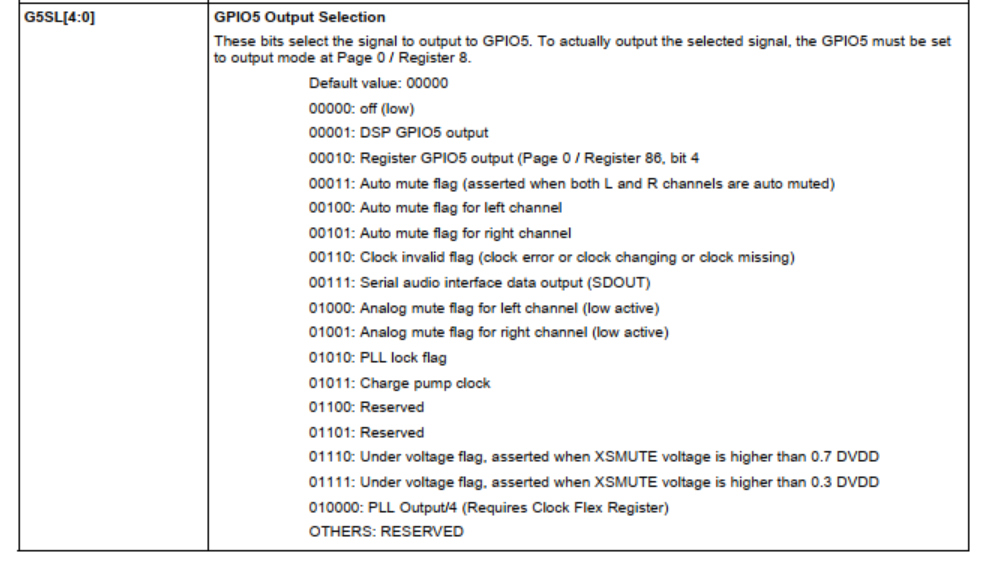 G5SL[4:0]
GPIO5 Output Selection
These bits select the signal to output to GPIO5. To actually output the selected signal, the GPIO5 must be set
to output mode at Page 0 / Register 8.
Default value: 00000
00000: off (low)
00001: DSP GPIO5 output
00010: Register GPIO5 output (Page 0 / Register 86, bit 4
00011: Auto mute flag (asserted when both L and R channels are auto muted)
00100: Auto mute flag for left channel
00101: Auto mute flag for right channel
00110: Clock invalid flag (clock error or clock changing or clock missing)
00111: Serial audio interface data output (SDOUT)
01000: Analog mute flag for left channel (low active)
01001: Analog mute flag for right channel (low active)
01010: PLL lock flag
01011: Charge pump clock
01100: Reserved
01101: Reserved
01110: Under voltage flag, asserted when XSMUTE voltage is higher than 0.7 DVDD
01111: Under voltage flag, asserted when XSMUTE voltage is higher than 0.3 DVDD
010000: PLL Output/4 (Requires Clock Flex Register)
OTHERS: RESERVED